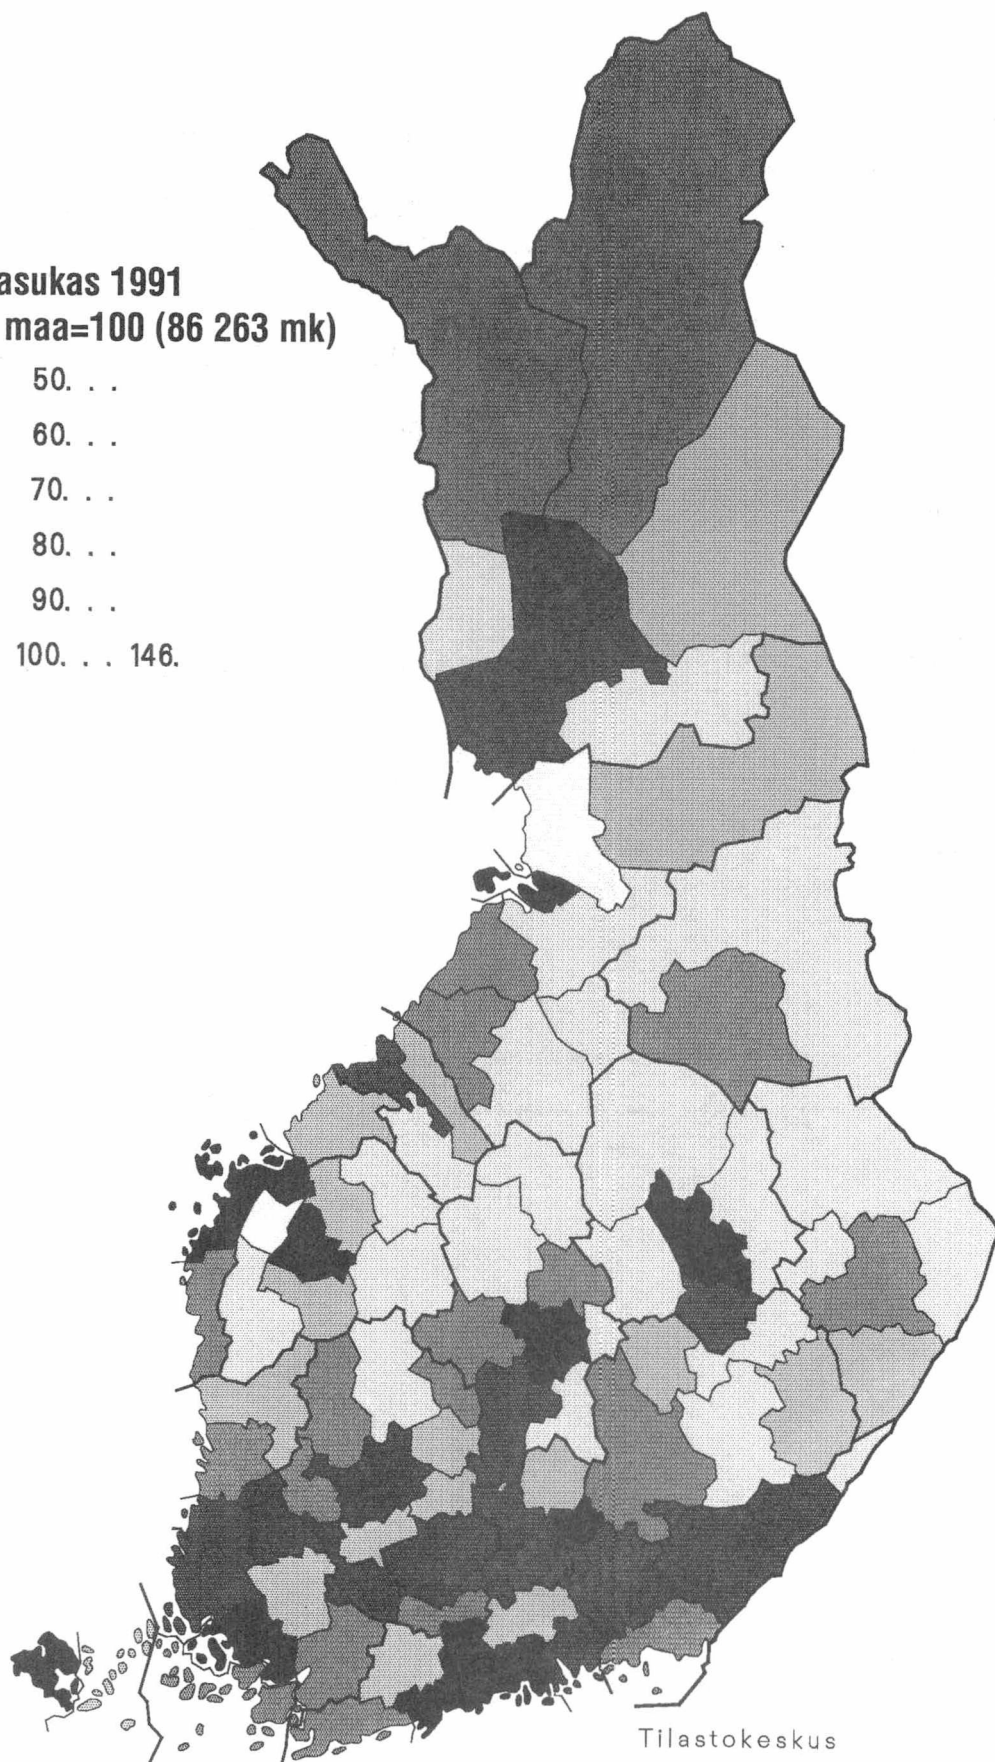 asukas 1991
maa=100 (86 263 mk)
50. . .
60. . .
70. . .
80. . .
90. . .
100. . . 146.
Tilastokeskus